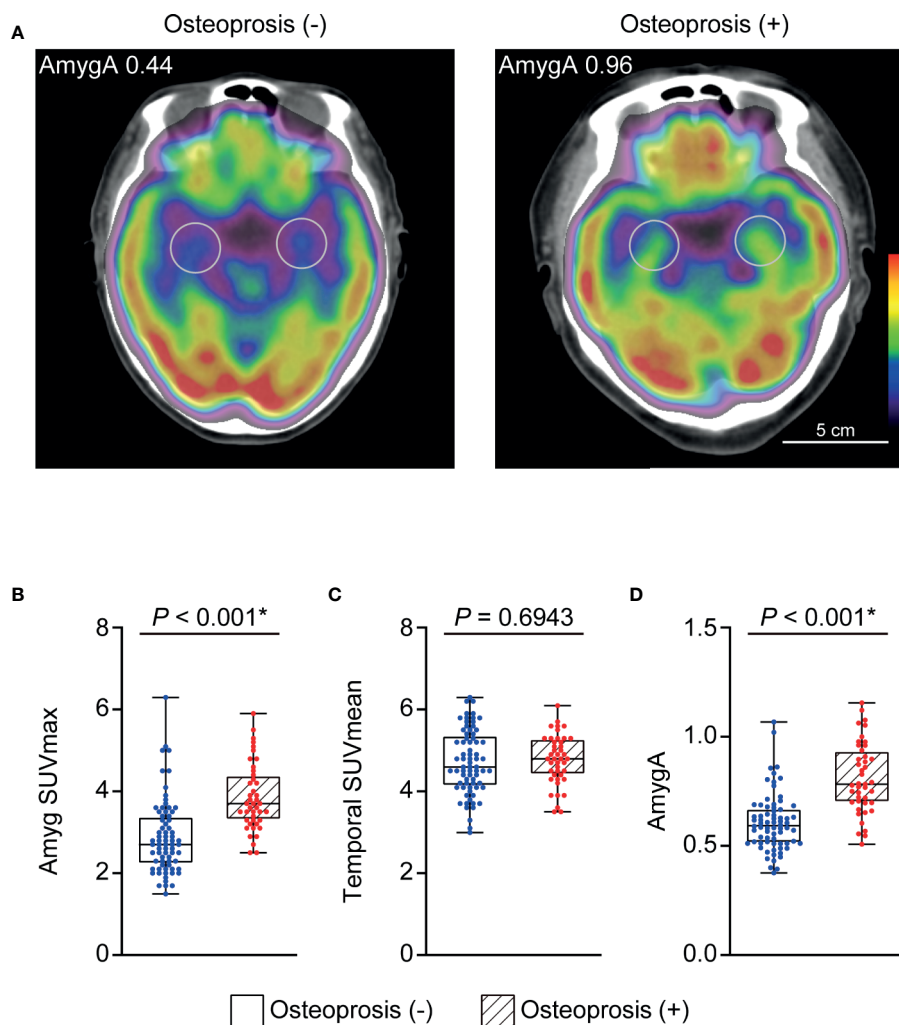 A
Osteoprosis (-)
Osteoprosis (+)
AmygA 0.44
AmygA 0.96
5 cm
B
P < 0.001*
Amyg SUVmax
8
6
4
2
0
C
P = 0.6943
Temporal SUVmean
8
6
4
2
0
D
P < 0.001*
AmygA
1.5
1.0
0.5
0.0
Osteoprosis (-)
Osteoprosis (+)